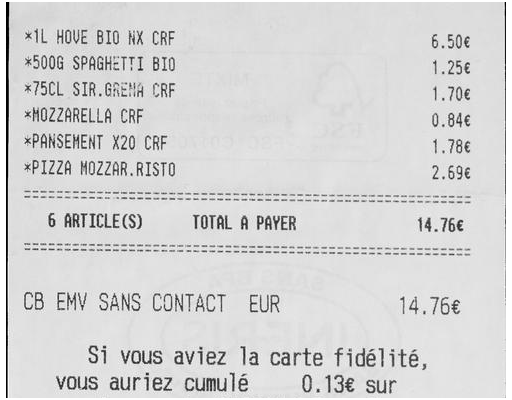 *1L HOVE BIO NX CRF 6.50€
*500G SPAGHETTI BIO 1.25€
*75CL SIR.GRENA CRF 1.70€
*MOZZARELLA CRF 0.84€
*PANSEMENT X20 CRF 1.78€
*PIZZA MOZZAR.RISTO 2.69€
6 ARTICLE(S) TOTAL A PAYER 14.76€
CB EMV SANS CONTACT EUR 14.76€
Si vous aviez la carte fidélité,
vous auriez cumulé 0.13€ sur